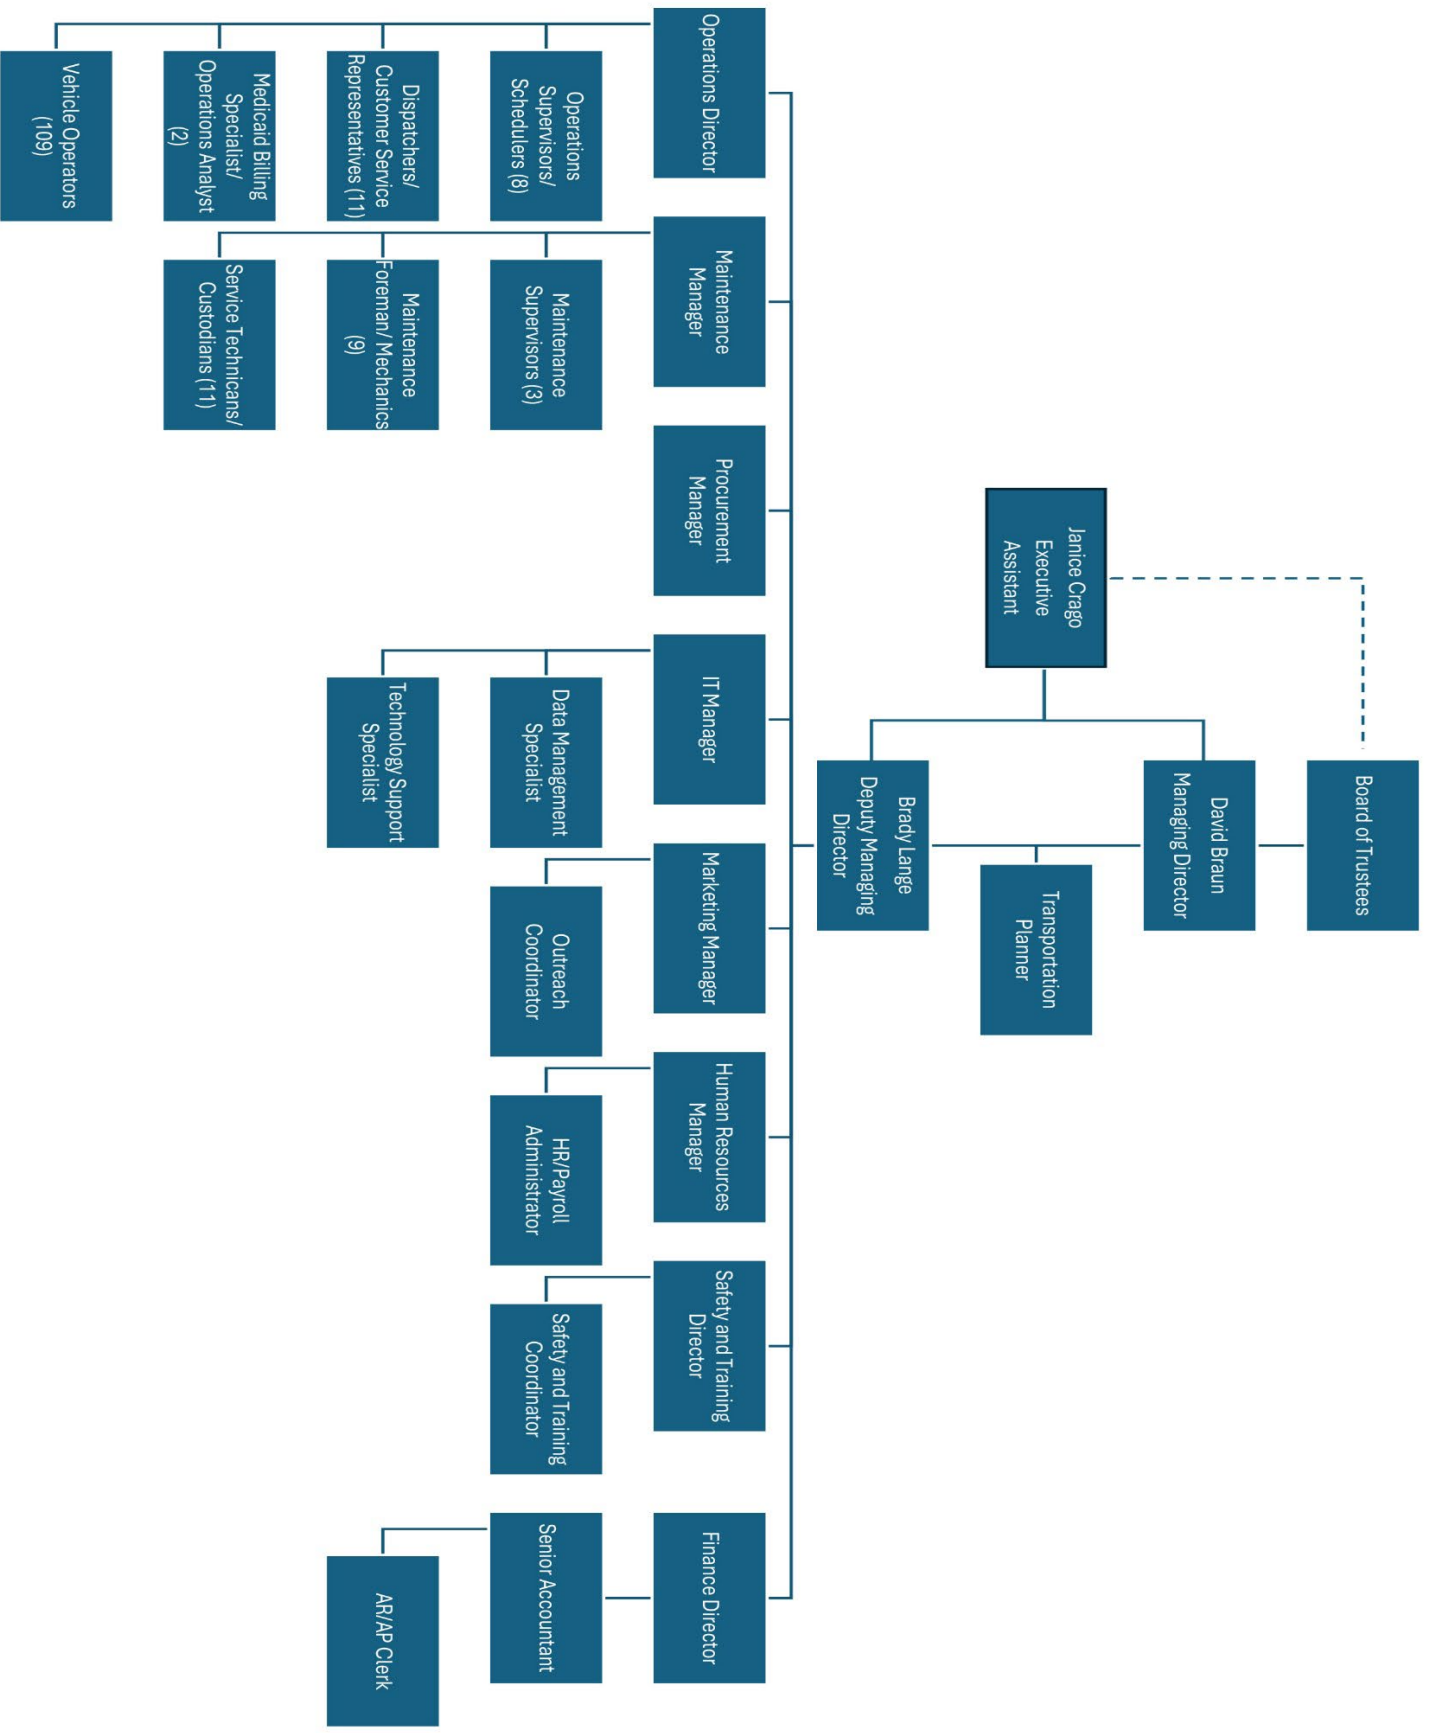 Board of Trustees
David Braun
Managing Director
Transportation
Planner
Janice Crago
Executive
Assistant
Brady Lange
Deputy Managing
Director
Operations Director
Maintenance
Manager
Procurement
Manager
IT Manager
Marketing Manager
Human Resources
Manager
Safety and Training
Director
Finance Director
Operations
Supervisors/
Schedulers (8)
Dispatchers/
Customer Service
Representatives (11)
Medicaid Billing
Specialist/
Operations Analyst
(2)
Vehicle Operators
(109)
Maintenance
Supervisors (3)
Maintenance
Foreman/ Mechanics
(9)
Service Technicans/
Custodians (11)
Data Management
Specialist
Technology Support
Specialist
Outreach
Coordinator
HR/Payroll
Administrator
Safety and Training
Coordinator
Senior Accountant
AR/AP Clerk